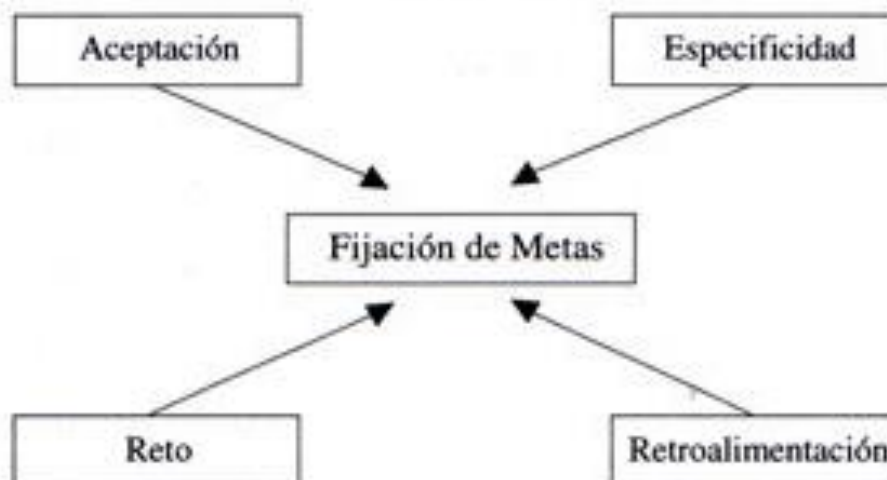 Aceptación
Especificidad
Fijación de Metas
Reto
Retroalimentación